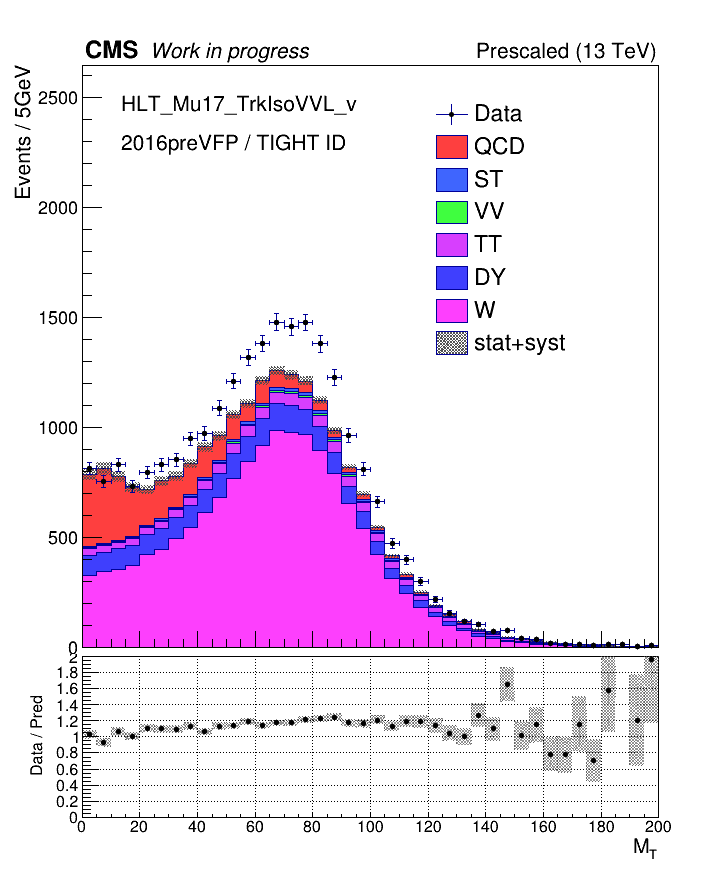 CMS Work in progress Prescaled (13 TeV)
Events / 5GeV
HLT_Mu17_TrkIsoVVL_v
2016preVFP / TIGHT ID
Data
QCD
ST
VV
TT
DY
W
stat+syst
2500
2000
1500
1000
500
0
Data / Pred
2
1.8
1.6
1.4
1.2
1
0.8
0.6
0.4
0.2
0
0 20 40 60 80 100 120 140 160 180 200
M_T